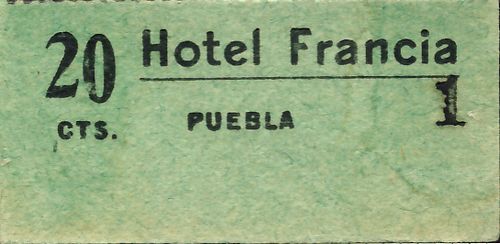 20 Hotel Francia
CTS. PUEBLA 1